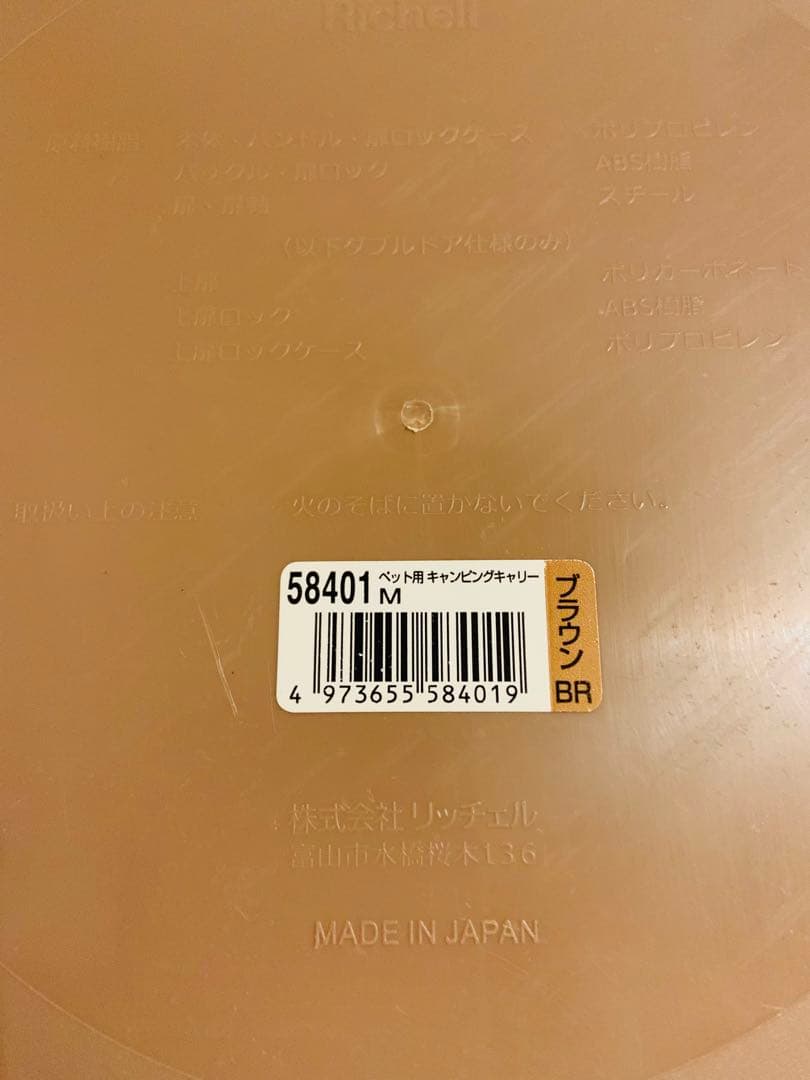 Richell
原料樹脂 本体・ハンドル・扉ロックケース ポリプロピレン
バックル・扉ロック ABS樹脂
扉・扉軸 スチール
(以下ダブルドア仕様のみ)
上扉 ポリカーボネート
上扉ロック ABS樹脂
上扉ロックケース ポリプロピレン
取扱い上の注意 火のそばに置かないでください。
58401 ペット用 キャンピングキャリー
M
ブラウン
BR
4 973655 584019
株式会社 リッチェル
富山市水橋桜木136
MADE IN JAPAN